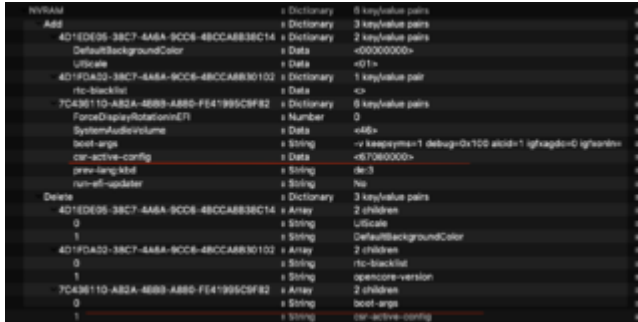 NVRAM Dictionary 6 key/value pairs
Add Dictionary 3 key/value pairs
4D1EDE05-38C7-4A6A-9CC6-4BCCA8B38C14 Dictionary 2 key/value pairs
DefaultBackgroundColor Data <00000000>
UIScale Data <01>
4D1FDA02-38C7-4A6A-9CC6-4BCCA8B30102 Dictionary 1 key/value pair
rtc-blacklist Data <>
7C436110-AB2A-4BBB-A880-FE41995C9F82 Dictionary 6 key/value pairs
ForceDisplayRotationInEFI Number 0
SystemAudioVolume Data <46>
boot-args String -v keepsyms=1 debug=0x100 alcid=1
csr-active-config Data <67080000>
prev-lang:kbd String de:3
run-efi-updater String No
Delete Dictionary 3 key/value pairs
4D1EDE05-38C7-4A6A-9CC6-4BCCA8B38C14 Array 2 children
0 String UIScale
1 String DefaultBackgroundColor
4D1FDA02-38C7-4A6A-9CC6-4BCCA8B30102 Array 2 children
0 String rtc-blacklist
1 String opencore-version
7C436110-AB2A-4BBB-A880-FE41995C9F82 Array 2 children
0 String boot-args
1 String csr-active-config